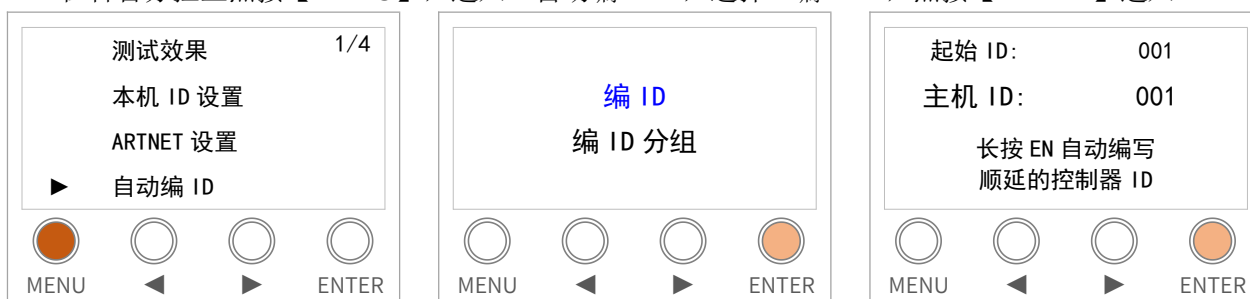 测试效果 1/4
本机 ID 设置
ARTNET 设置
► 自动编 ID
MENU ◄ ► ENTER
编 ID
编 ID 分组
MENU ◄ ► ENTER
起始 ID: 001
主机 ID: 001
长按 EN 自动编写
顺延的控制器 ID
MENU ◄ ► ENTER